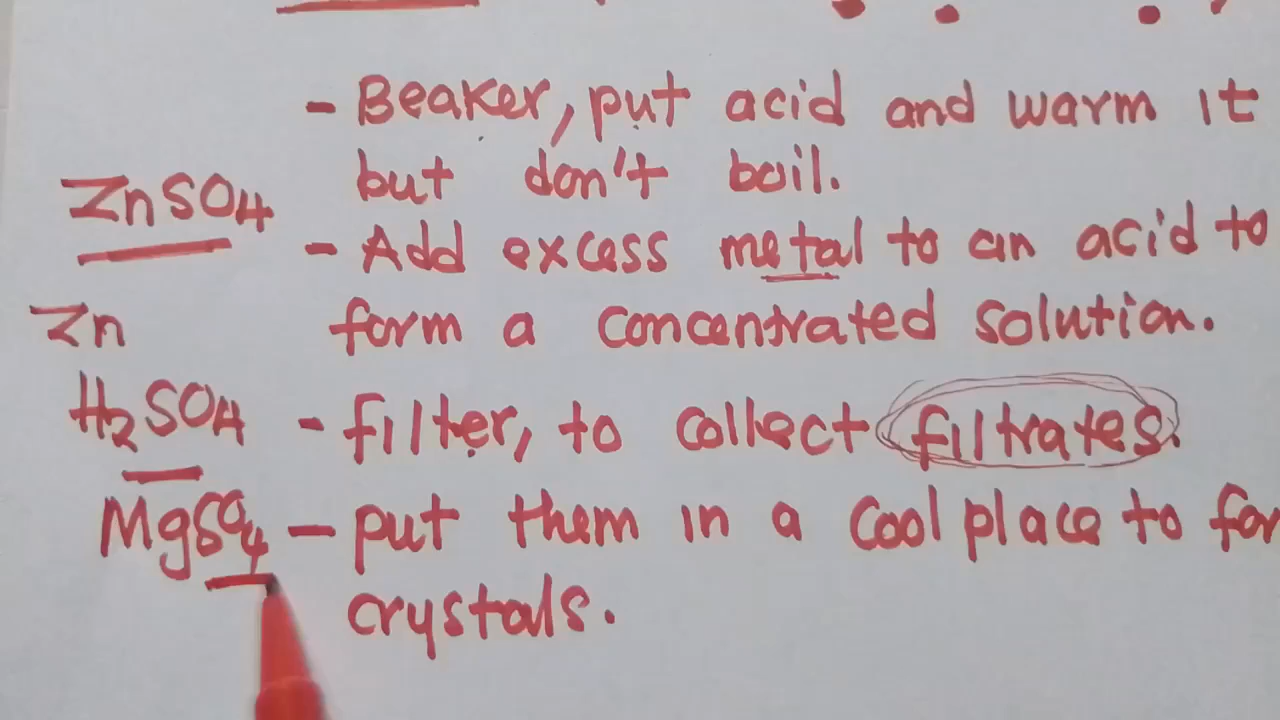 - Beaker, put acid and warm it
but don't boil.
ZnSO4
- Add excess metal to an acid to
Zn form a concentrated solution.
H2SO4 - filter, to collect filtrates.
MgSO4 - put them in a cool place to for
crystals.